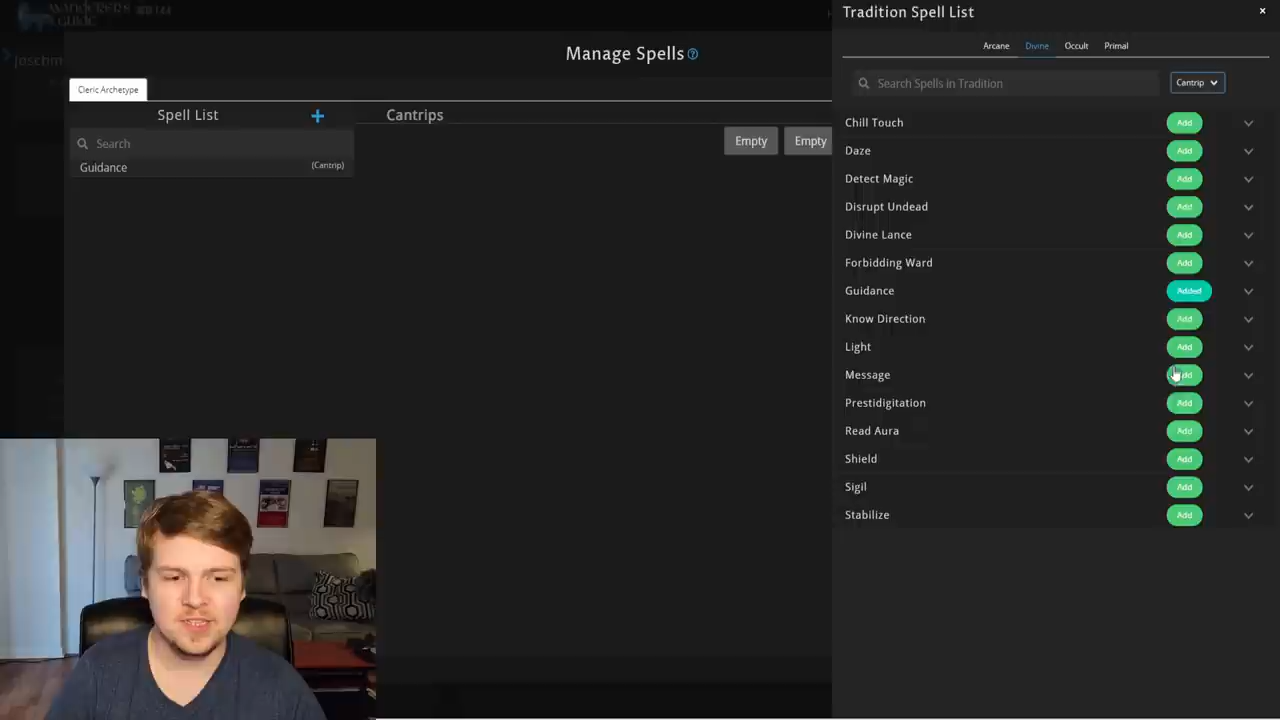 WANDERER'S
GUIDE
Manage Spells
Cleric Archetype
Spell List
+
Cantrips
Search
Guidance
(Cantrip)
Empty
Empty
Tradition Spell List
×
Arcane
Divine
Occult
Primal
Search Spells in Tradition
Cantrip
Chill Touch
Add
Daze
Add
Detect Magic
Add
Disrupt Undead
Add
Divine Lance
Add
Forbidding Ward
Add
Guidance
Added
Know Direction
Add
Light
Add
Message
Add
Prestidigitation
Add
Read Aura
Add
Shield
Add
Sigil
Add
Stabilize
Add